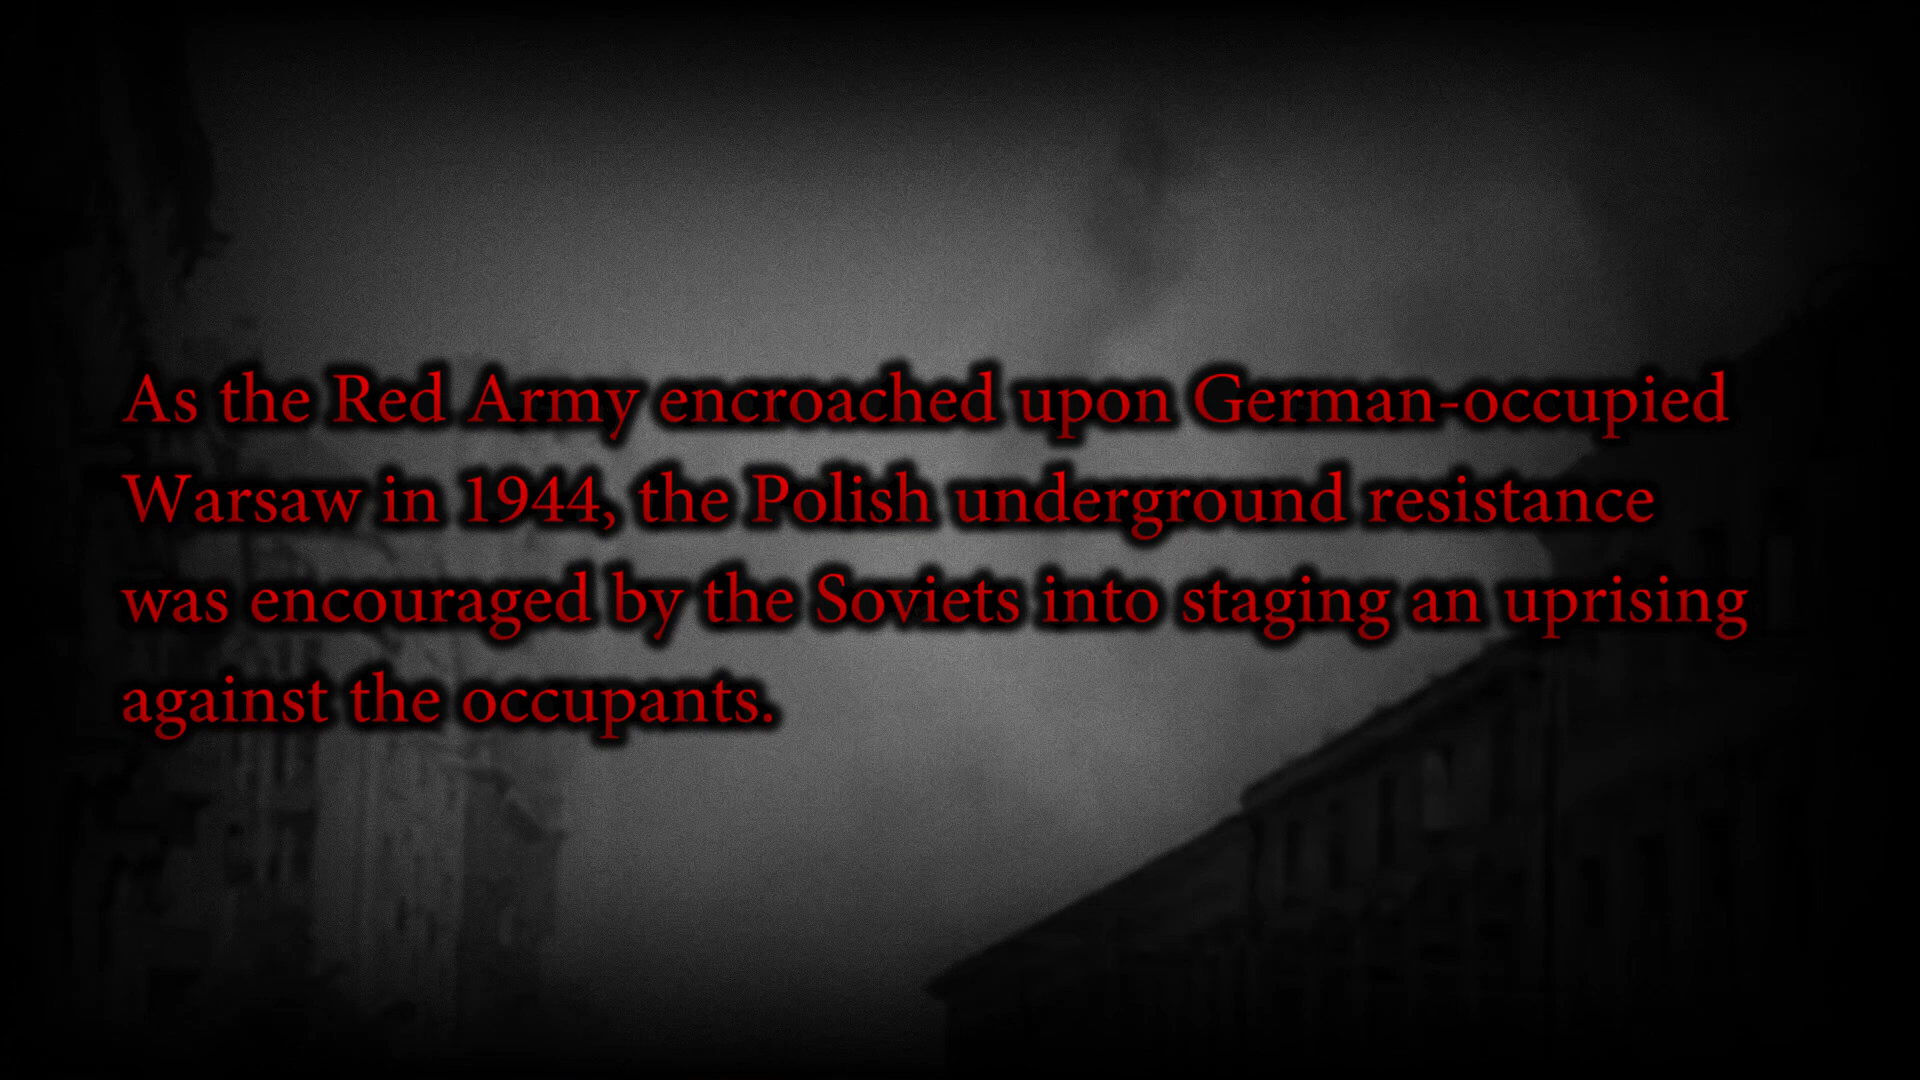 As the Red Army encroached upon German-occupied
Warsaw in 1944, the Polish underground resistance
was encouraged by the Soviets into staging an uprising
against the occupants.